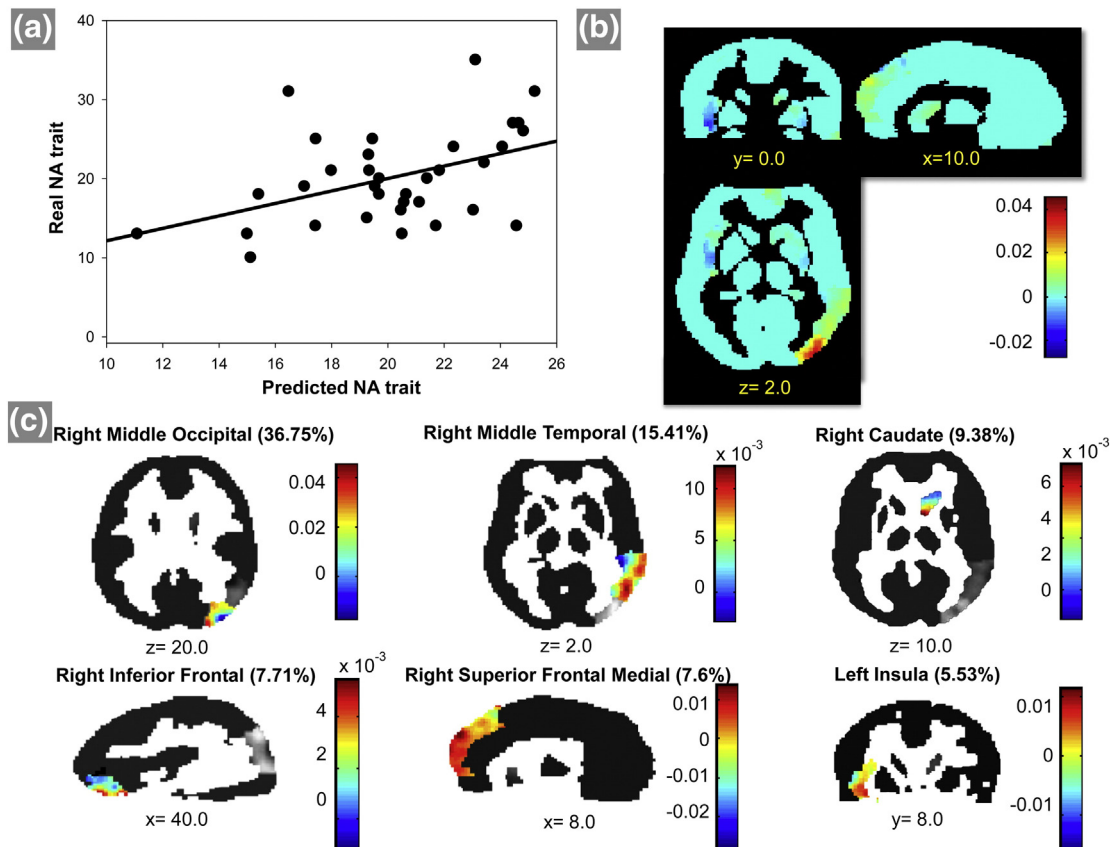 (a)
40
30
20
10
0
Real NA trait
10 12 14 16 18 20 22 24 26
Predicted NA trait
(b)
y= 0.0
x=10.0
z= 2.0
0.04
0.02
0
-0.02
(c)
Right Middle Occipital (36.75%)
0.04
0.02
0
z= 20.0
Right Middle Temporal (15.41%)
x 10⁻³
10
5
0
z= 2.0
Right Caudate (9.38%)
x 10⁻³
6
4
2
0
z= 10.0
Right Inferior Frontal (7.71%)
x 10⁻³
4
2
0
x= 40.0
Right Superior Frontal Medial (7.6%)
0.01
0
-0.01
-0.02
x= 8.0
Left Insula (5.53%)
0.01
0
-0.01
y= 8.0